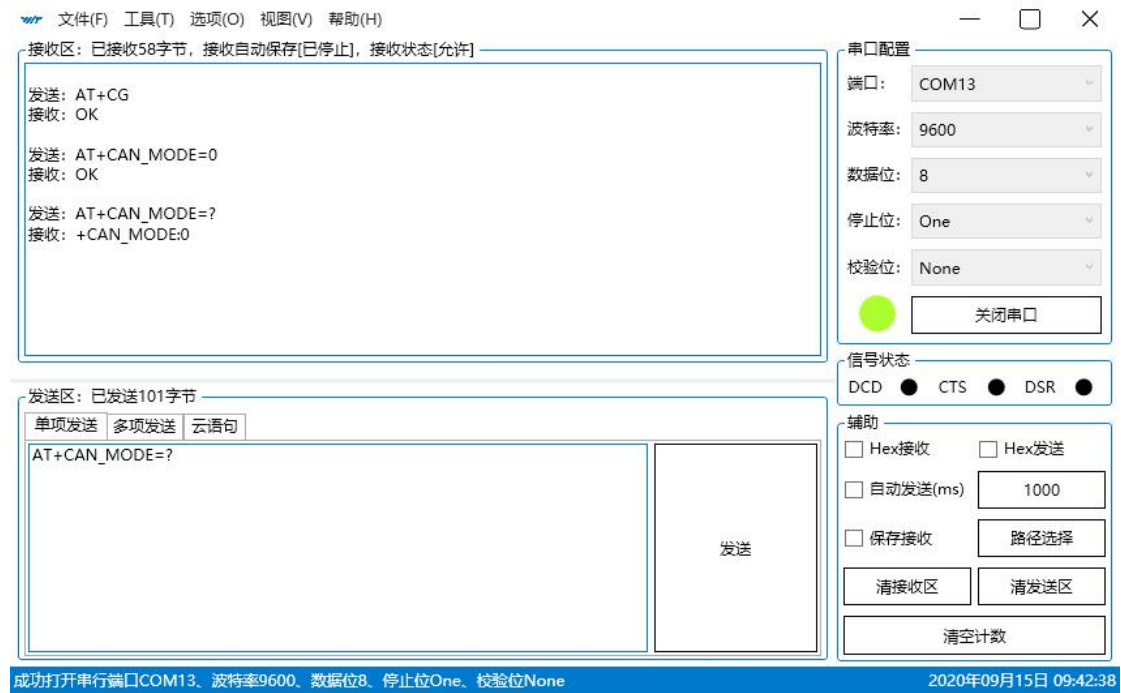 文件(F) 工具(T) 选项(O) 视图(V) 帮助(H)
接收区：已接收58字节，接收自动保存[已停止]，接收状态[允许]
发送：AT+CG
接收：OK
发送：AT+CAN_MODE=0
接收：OK
发送：AT+CAN_MODE=?
接收：+CAN_MODE:0
发送区：已发送101字节
单项发送 多项发送 云语句
AT+CAN_MODE=?
发送
串口配置
端口： COM13
波特率： 9600
数据位： 8
停止位： One
校验位： None
关闭串口
信号状态
DCD CTS DSR
辅助
Hex接收 Hex发送
自动发送(ms) 1000
保存接收 路径选择
清接收区 清发送区
清空计数
成功打开串行端口COM13、波特率9600、数据位8、停止位One、校验位None 2020年09月15日 09:42:38